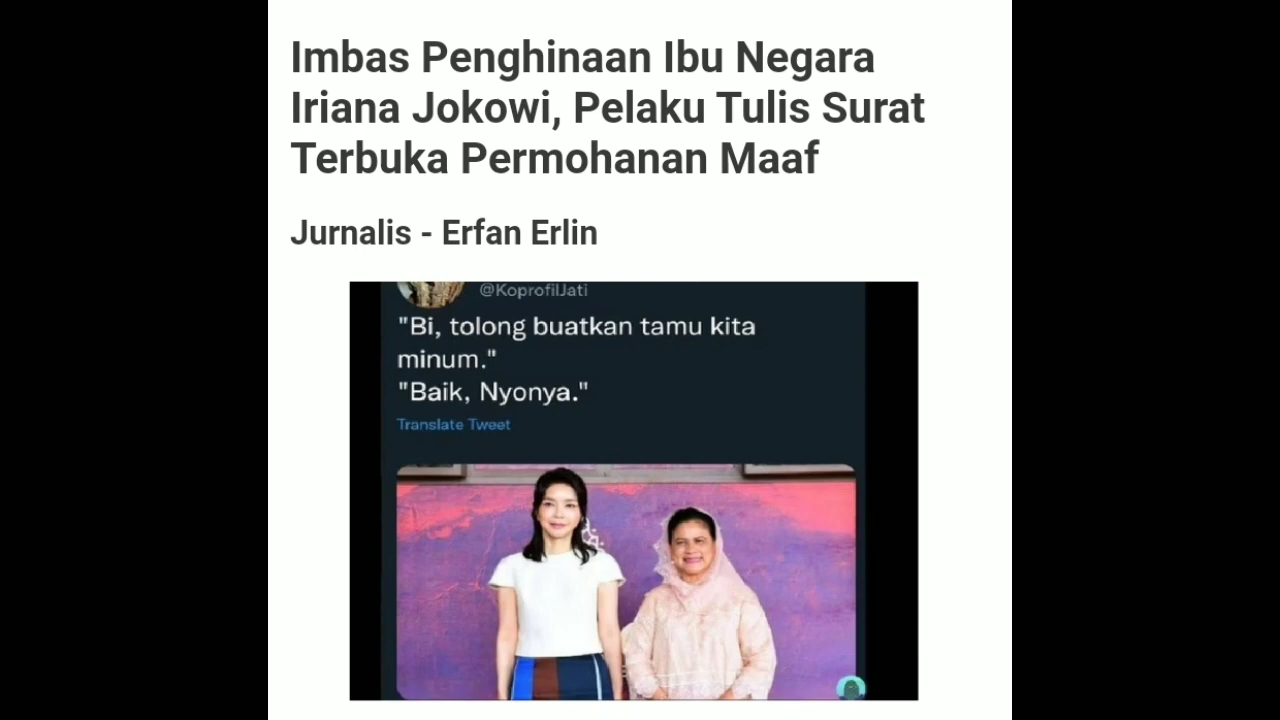 Imbas Penghinaan Ibu Negara
Iriana Jokowi, Pelaku Tulis Surat
Terbuka Permohanan Maaf
Jurnalis - Erfan Erlin
@KoprofilJati
"Bi, tolong buatkan tamu kita
minum."
"Baik, Nyonya."
Translate Tweet